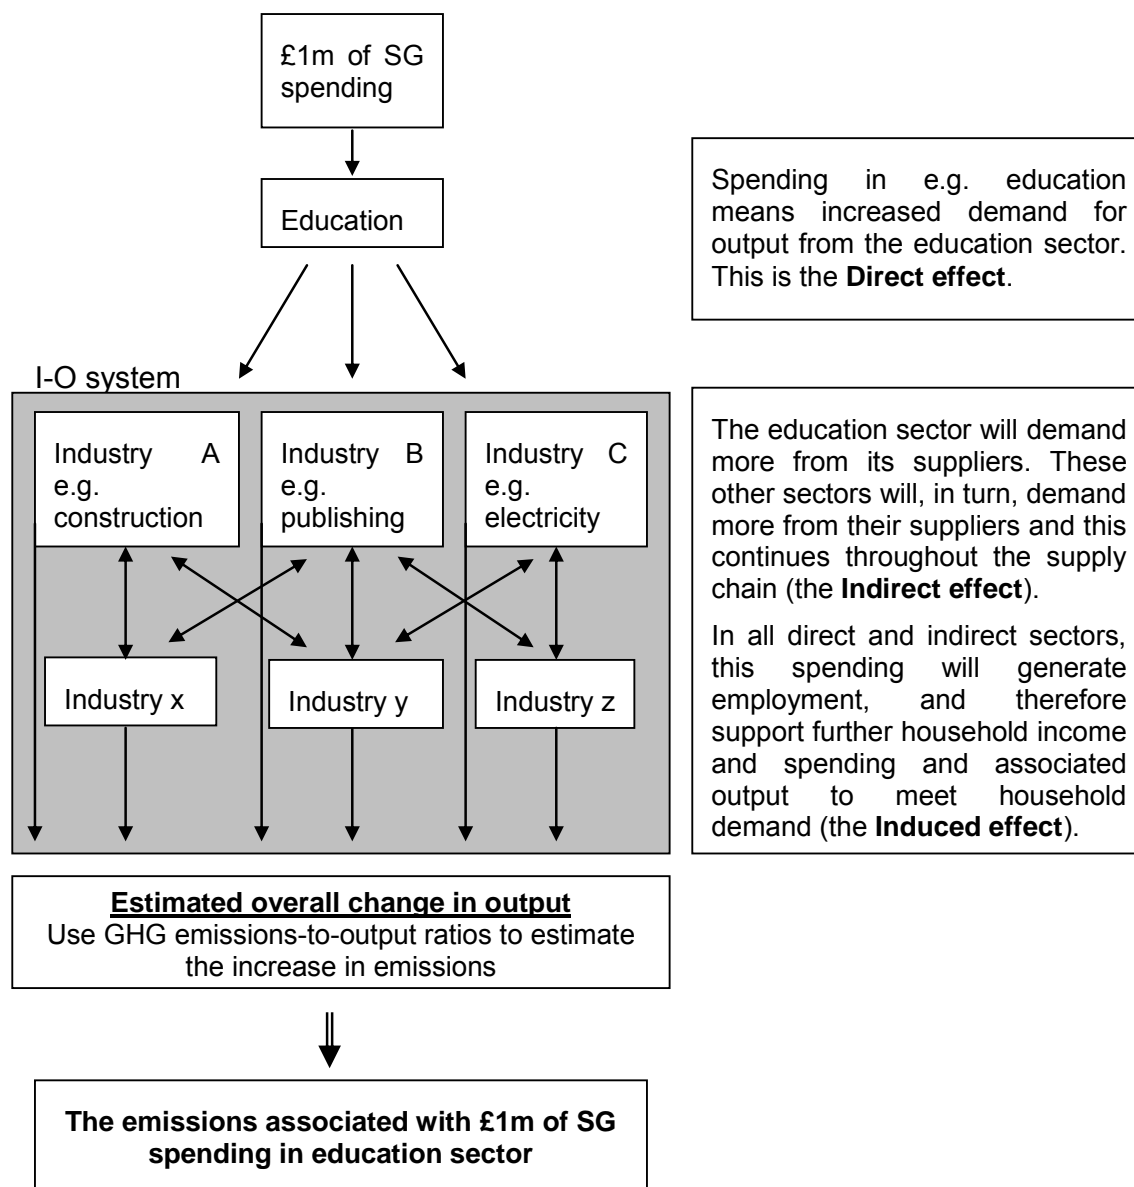 £1m of SG
spending
Education
Spending in e.g. education
means increased demand for
output from the education sector.
This is the Direct effect.
I-O system
Industry A
e.g.
construction
Industry B
e.g.
publishing
Industry C
e.g.
electricity
Industry x
Industry y
Industry z
The education sector will demand
more from its suppliers. These
other sectors will, in turn, demand
more from their suppliers and this
continues throughout the supply
chain (the Indirect effect).
In all direct and indirect sectors,
this spending will generate
employment, and therefore
support further household income
and spending and associated
output to meet household
demand (the Induced effect).
Estimated overall change in output
Use GHG emissions-to-output ratios to estimate
the increase in emissions
The emissions associated with £1m of SG
spending in education sector